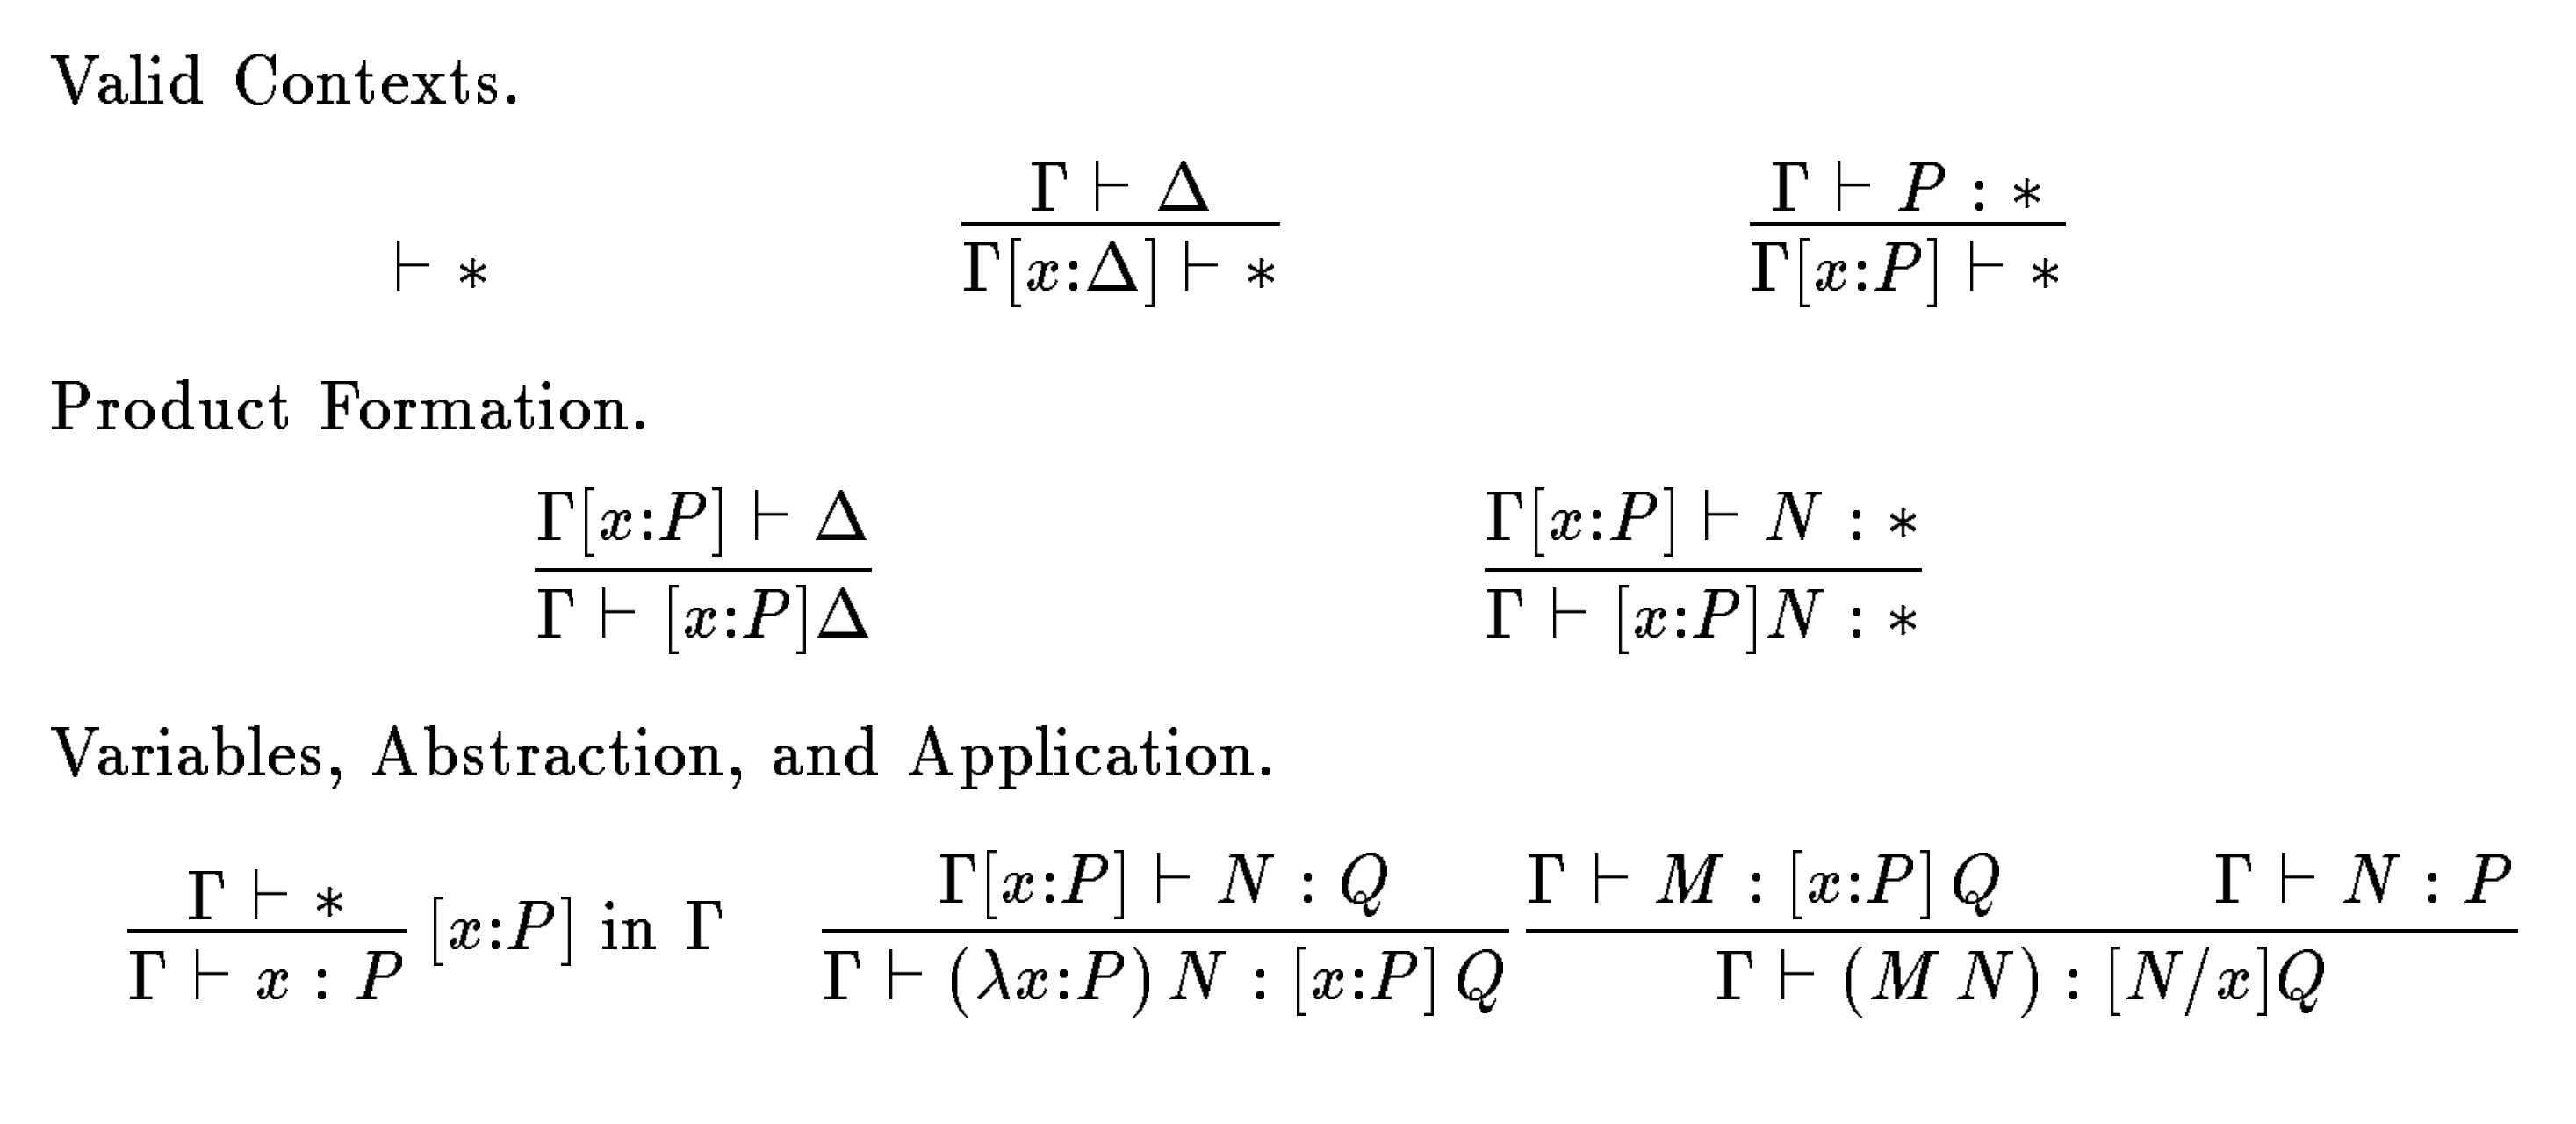 Valid Contexts.
⊢ ∗
Γ ⊢ Δ
Γ[x:Δ] ⊢ ∗
Γ ⊢ P : ∗
Γ[x:P] ⊢ ∗
Product Formation.
Γ[x:P] ⊢ Δ
Γ ⊢ [x:P]Δ
Γ[x:P] ⊢ N : ∗
Γ ⊢ [x:P]N : ∗
Variables, Abstraction, and Application.
Γ ⊢ ∗
Γ ⊢ x : P
[x:P] in Γ
Γ[x:P] ⊢ N : Q
Γ ⊢ (λx:P) N : [x:P] Q
Γ ⊢ M : [x:P] Q Γ ⊢ N : P
Γ ⊢ (M N) : [N/x]Q